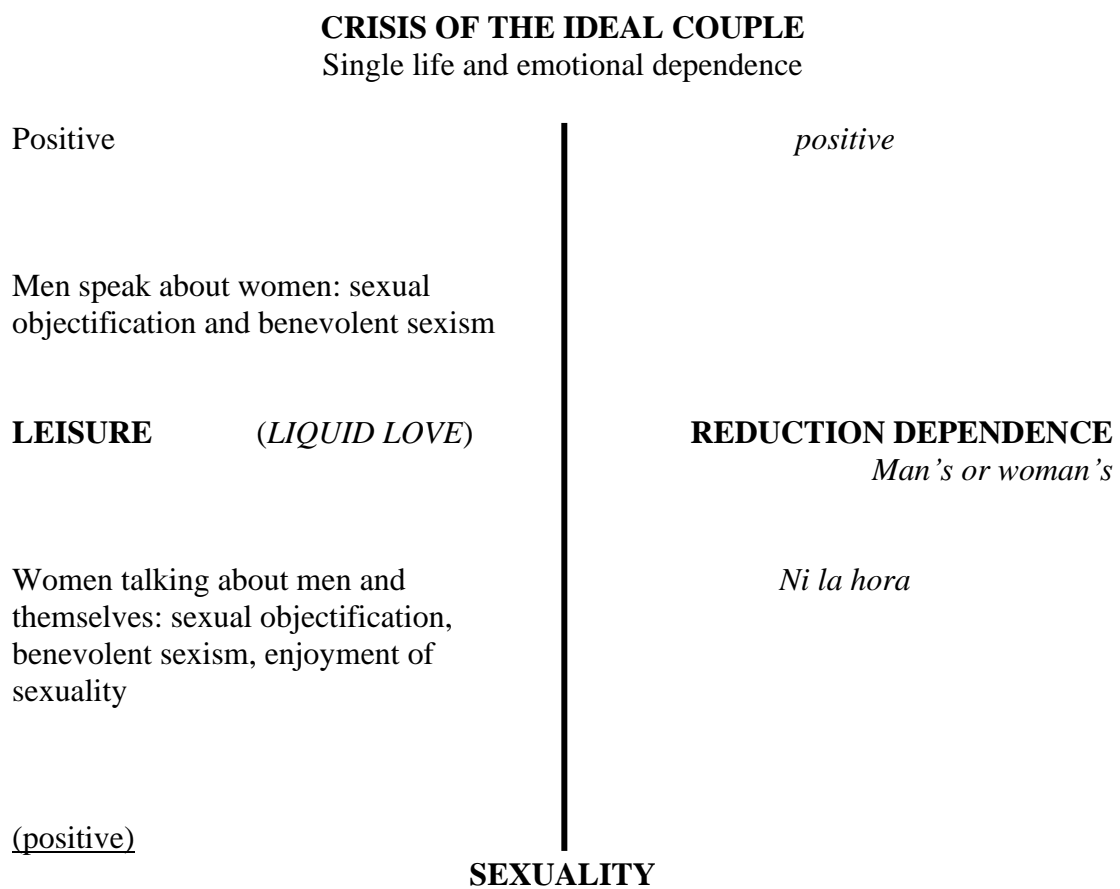 CRISIS OF THE IDEAL COUPLE
Single life and emotional dependence
Positive
positive
Men speak about women: sexual
objectification and benevolent sexism
LEISURE (LIQUID LOVE)
REDUCTION DEPENDENCE
Man’s or woman’s
Women talking about men and
themselves: sexual objectification,
benevolent sexism, enjoyment of
sexuality
Ni la hora
(positive)
SEXUALITY